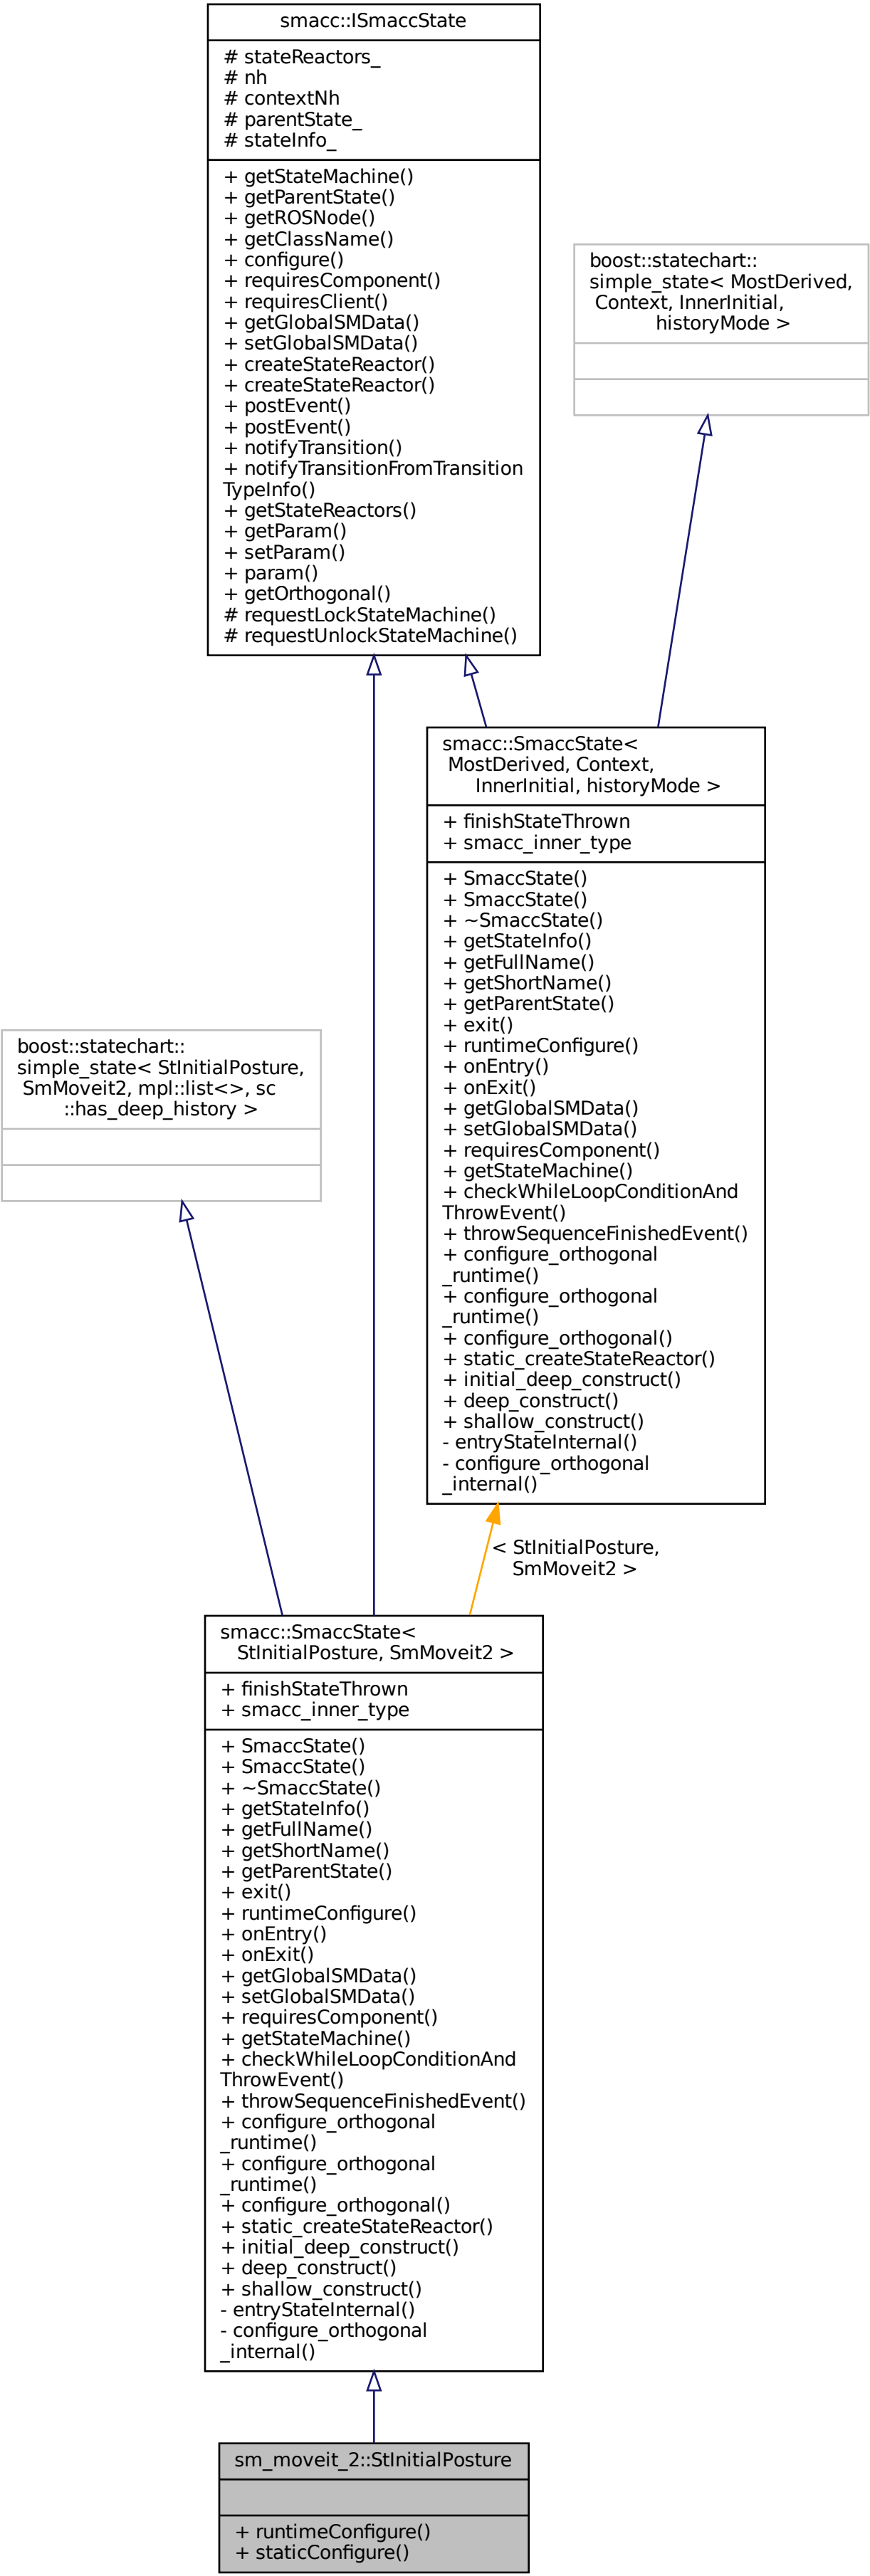 smacc::ISmaccState
# stateReactors_
# nh
# contextNh
# parentState_
# stateInfo_
+ getStateMachine()
+ getParentState()
+ getROSNode()
+ getClassName()
+ configure()
+ requiresComponent()
+ requiresClient()
+ getGlobalSMData()
+ setGlobalSMData()
+ createStateReactor()
+ createStateReactor()
+ postEvent()
+ postEvent()
+ notifyTransition()
+ notifyTransitionFromTransition
TypeInfo()
+ getStateReactors()
+ getParam()
+ setParam()
+ param()
+ getOrthogonal()
# requestLockStateMachine()
# requestUnlockStateMachine()
boost::statechart::
simple_state< MostDerived,
Context, InnerInitial,
historyMode >
smacc::SmaccState<
MostDerived, Context,
InnerInitial, historyMode >
+ finishStateThrown
+ smacc_inner_type
+ SmaccState()
+ SmaccState()
+ ~SmaccState()
+ getStateInfo()
+ getFullName()
+ getShortName()
+ getParentState()
+ exit()
+ runtimeConfigure()
+ onEntry()
+ onExit()
+ getGlobalSMData()
+ setGlobalSMData()
+ requiresComponent()
+ getStateMachine()
+ checkWhileLoopConditionAnd
ThrowEvent()
+ throwSequenceFinishedEvent()
+ configure_orthogonal
_runtime()
+ configure_orthogonal
_runtime()
+ configure_orthogonal()
+ static_createStateReactor()
+ initial_deep_construct()
+ deep_construct()
+ shallow_construct()
- entryStateInternal()
- configure_orthogonal
_internal()
boost::statechart::
simple_state< StInitialPosture,
SmMoveit2, mpl::list<>, sc
::has_deep_history >
< StInitialPosture,
SmMoveit2 >
smacc::SmaccState<
StInitialPosture, SmMoveit2 >
+ finishStateThrown
+ smacc_inner_type
+ SmaccState()
+ SmaccState()
+ ~SmaccState()
+ getStateInfo()
+ getFullName()
+ getShortName()
+ getParentState()
+ exit()
+ runtimeConfigure()
+ onEntry()
+ onExit()
+ getGlobalSMData()
+ setGlobalSMData()
+ requiresComponent()
+ getStateMachine()
+ checkWhileLoopConditionAnd
ThrowEvent()
+ throwSequenceFinishedEvent()
+ configure_orthogonal
_runtime()
+ configure_orthogonal
_runtime()
+ configure_orthogonal()
+ static_createStateReactor()
+ initial_deep_construct()
+ deep_construct()
+ shallow_construct()
- entryStateInternal()
- configure_orthogonal
_internal()
sm_moveit_2::StInitialPosture
+ runtimeConfigure()
+ staticConfigure()